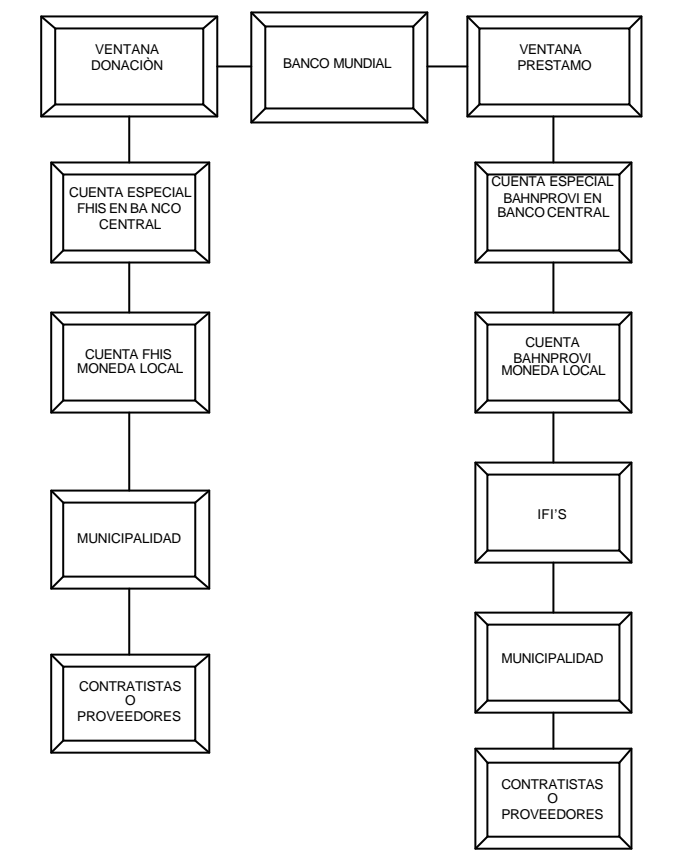 VENTANA
DONACIÒN
BANCO MUNDIAL
VENTANA
PRESTAMO
CUENTA ESPECIAL
FHIS EN BA NCO
CENTRAL
CUENTA ESPECIAL
BAHNPROVI EN
BANCO CENTRAL
CUENTA FHIS
MONEDA LOCAL
CUENTA
BAHNPROVI
MONEDA LOCAL
MUNICIPALIDAD
IFI'S
CONTRATISTAS
O
PROVEEDORES
MUNICIPALIDAD
CONTRATISTAS
O
PROVEEDORES